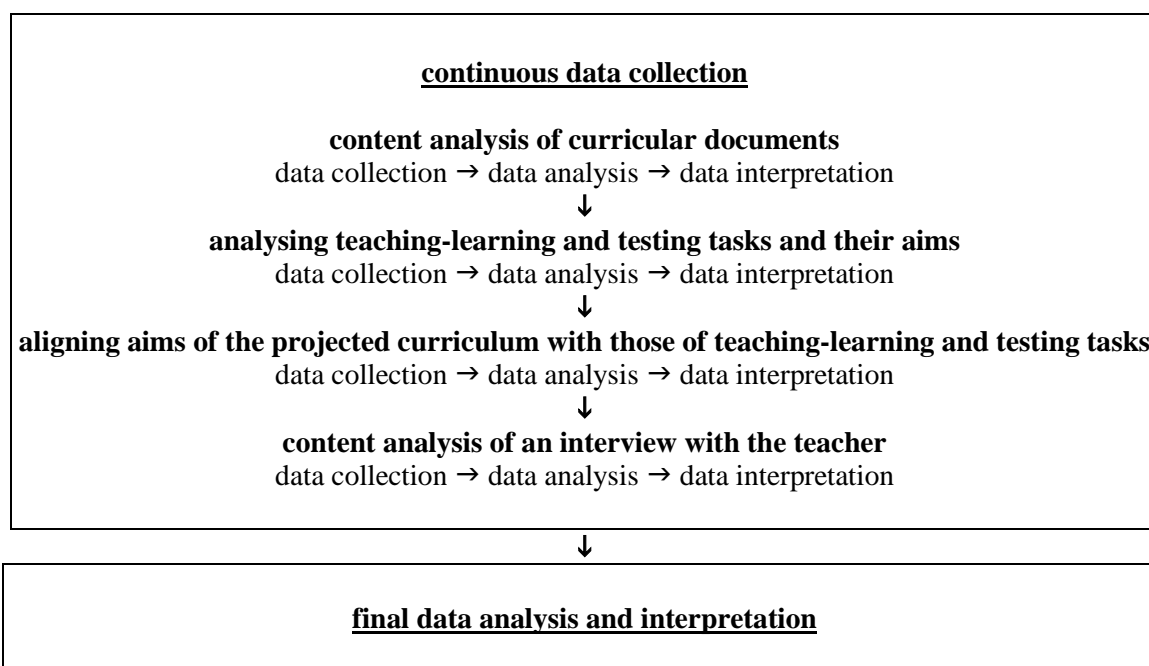 continuous data collection
content analysis of curricular documents
data collection → data analysis → data interpretation
↓
analysing teaching-learning and testing tasks and their aims
data collection → data analysis → data interpretation
↓
aligning aims of the projected curriculum with those of teaching-learning and testing tasks
data collection → data analysis → data interpretation
↓
content analysis of an interview with the teacher
data collection → data analysis → data interpretation
↓
final data analysis and interpretation